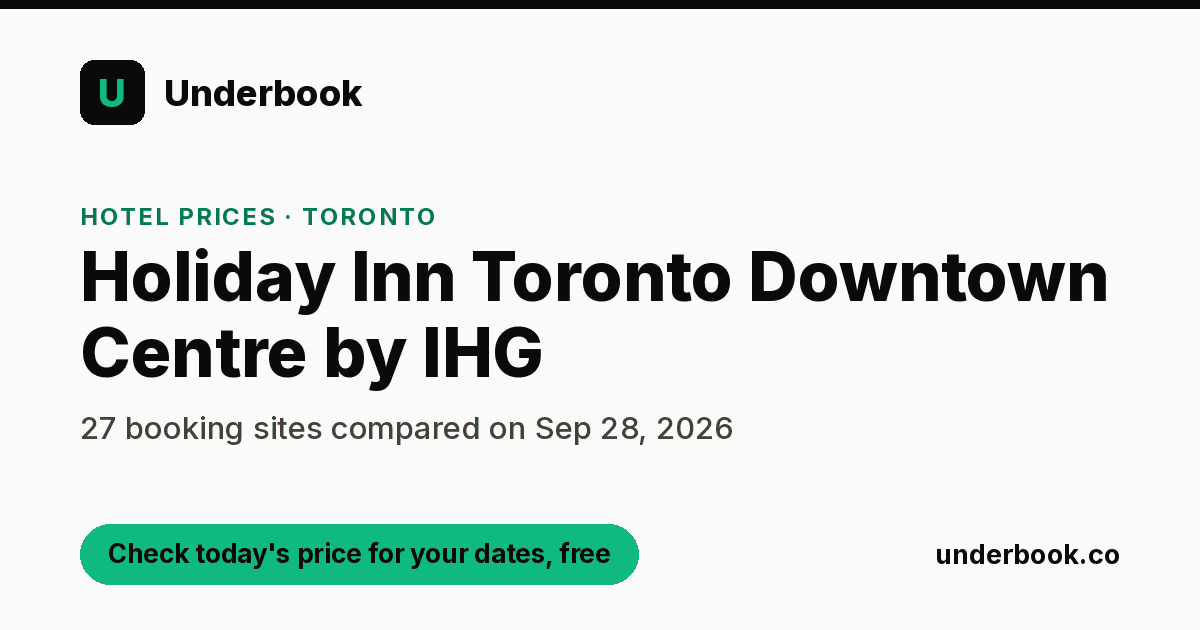 U Underbook
HOTEL PRICES · TORONTO
Holiday Inn Toronto Downtown
Centre by IHG
27 booking sites compared on Sep 28, 2026
Check today's price for your dates, free
underbook.co